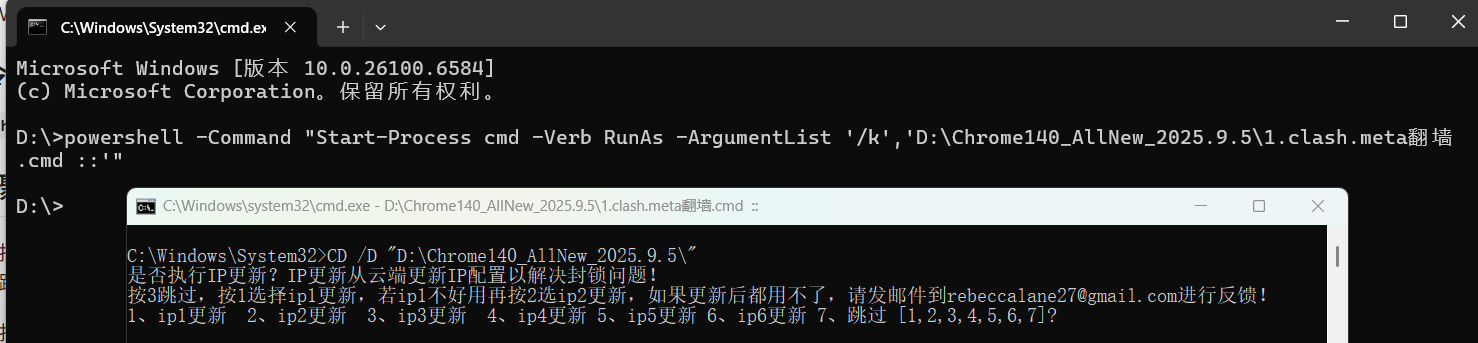 C:\Windows\System32\cmd.ex
Microsoft Windows [版本 10.0.26100.6584]
(c) Microsoft Corporation。保留所有权利。
D:\>powershell -Command "Start-Process cmd -Verb RunAs -ArgumentList '/k','D:\Chrome140_AllNew_2025.9.5\1.clash.meta翻墙
.cmd ::'"
D:\>
C:\Windows\system32\cmd.exe - D:\Chrome140_AllNew_2025.9.5\1.clash.meta翻墙.cmd ::
C:\Windows\System32>CD /D "D:\Chrome140_AllNew_2025.9.5\"
是否执行IP更新？IP更新从云端更新IP配置以解决封锁问题！
按3跳过，按1选择ip1更新，若ip1不好用再按2选ip2更新，如果更新后都用不了，请发邮件到rebeccalane27@gmail.com进行反馈！
1、ip1更新 2、ip2更新 3、ip3更新 4、ip4更新 5、ip5更新 6、ip6更新 7、跳过 [1,2,3,4,5,6,7]?